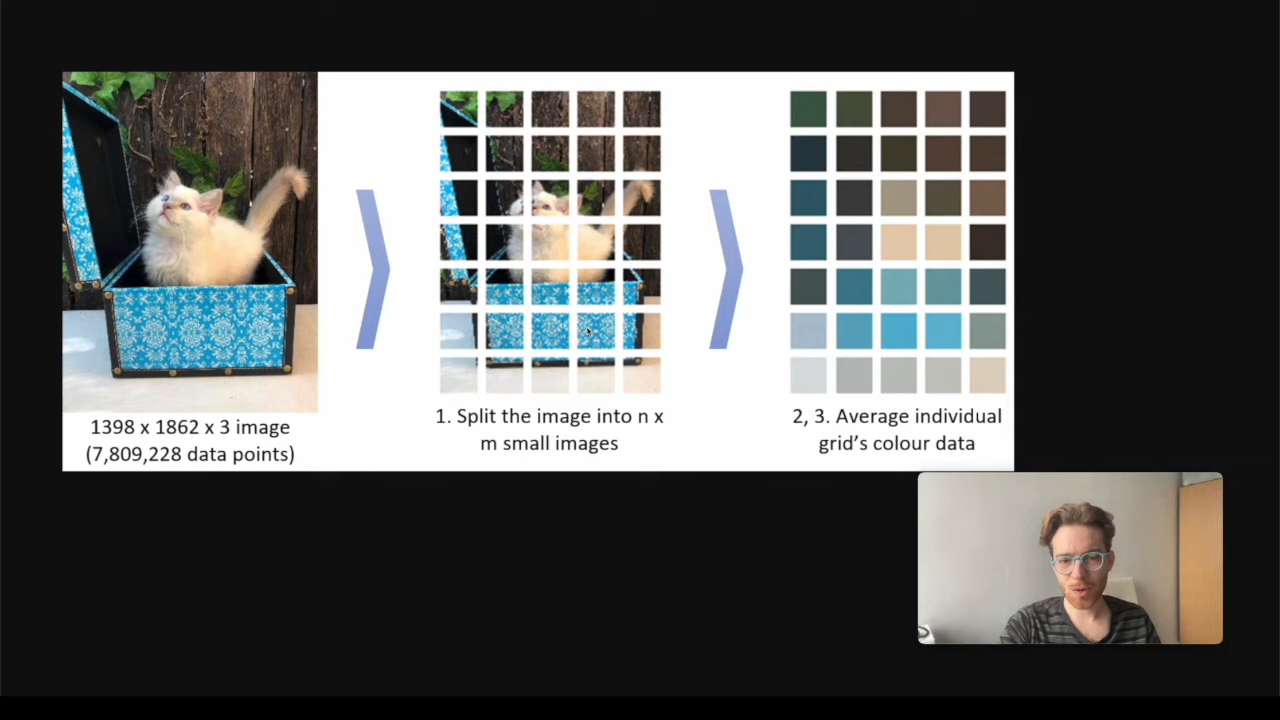 1398 x 1862 x 3 image
(7,809,228 data points)
1. Split the image into n x
m small images
2, 3. Average individual
grid's colour data